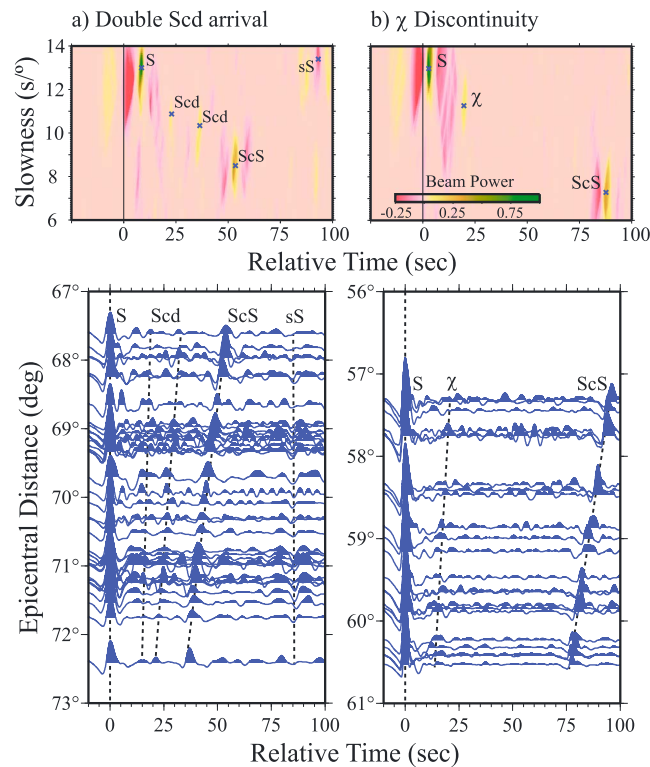 a) Double Scd arrival
b) χ Discontinuity
Slowness (s/°)
14
12
10
8
6
S
Scd
Scd
ScS
sS
0
25
50
75
100
S
χ
ScS
Beam Power
-0.25
0.25
0.75
0
25
50
75
100
Relative Time (sec)
Epicentral Distance (deg)
67°
68°
69°
70°
71°
72°
73°
S
Scd
ScS
sS
0
25
50
75
100
56°
57°
58°
59°
60°
61°
S
χ
ScS
0
25
50
75
100
Relative Time (sec)